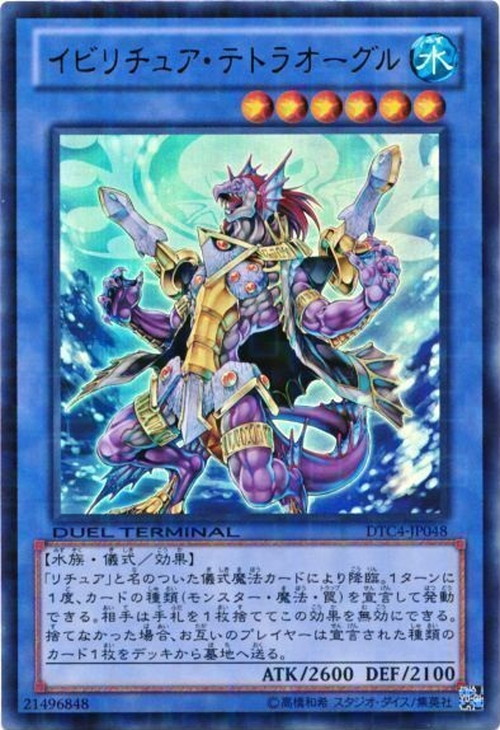 イビリチュア・テトラオーグル 水
DUEL TERMINAL DTC4-JP048
【水族・儀式／効果】
「リチュア」と名のついた儀式魔法カードにより降臨。1ターンに
1度、カードの種類(モンスター・魔法・罠)を宣言して発動
できる。相手は手札を1枚捨ててこの効果を無効にできる。
捨てなかった場合、お互いのプレイヤーは宣言された種類の
カード1枚をデッキから墓地へ送る。
ATK/2600 DEF/2100
21496848 ©高橋和希 スタジオ・ダイス/集英社